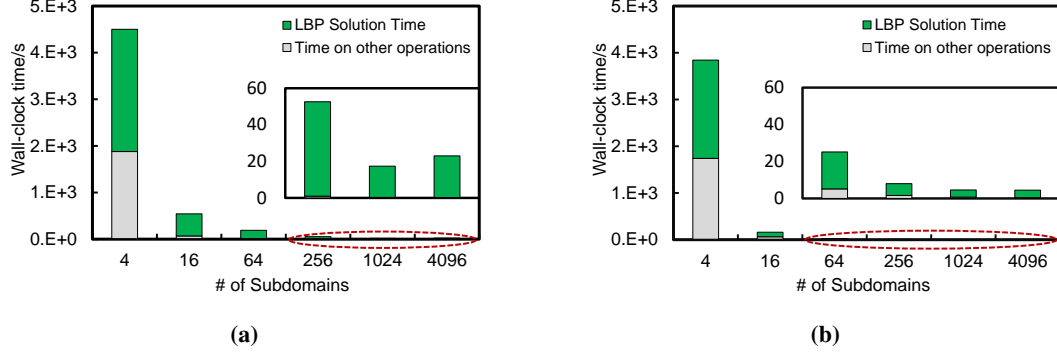 5.E+3
4.E+3
3.E+3
2.E+3
1.E+3
0.E+0
Wall-clock time/s
LBP Solution Time
Time on other operations
60
40
20
0
4 16 64 256 1024 4096
# of Subdomains
(a)
5.E+3
4.E+3
3.E+3
2.E+3
1.E+3
0.E+0
Wall-clock time/s
LBP Solution Time
Time on other operations
60
40
20
0
4 16 64 256 1024 4096
# of Subdomains
(b)